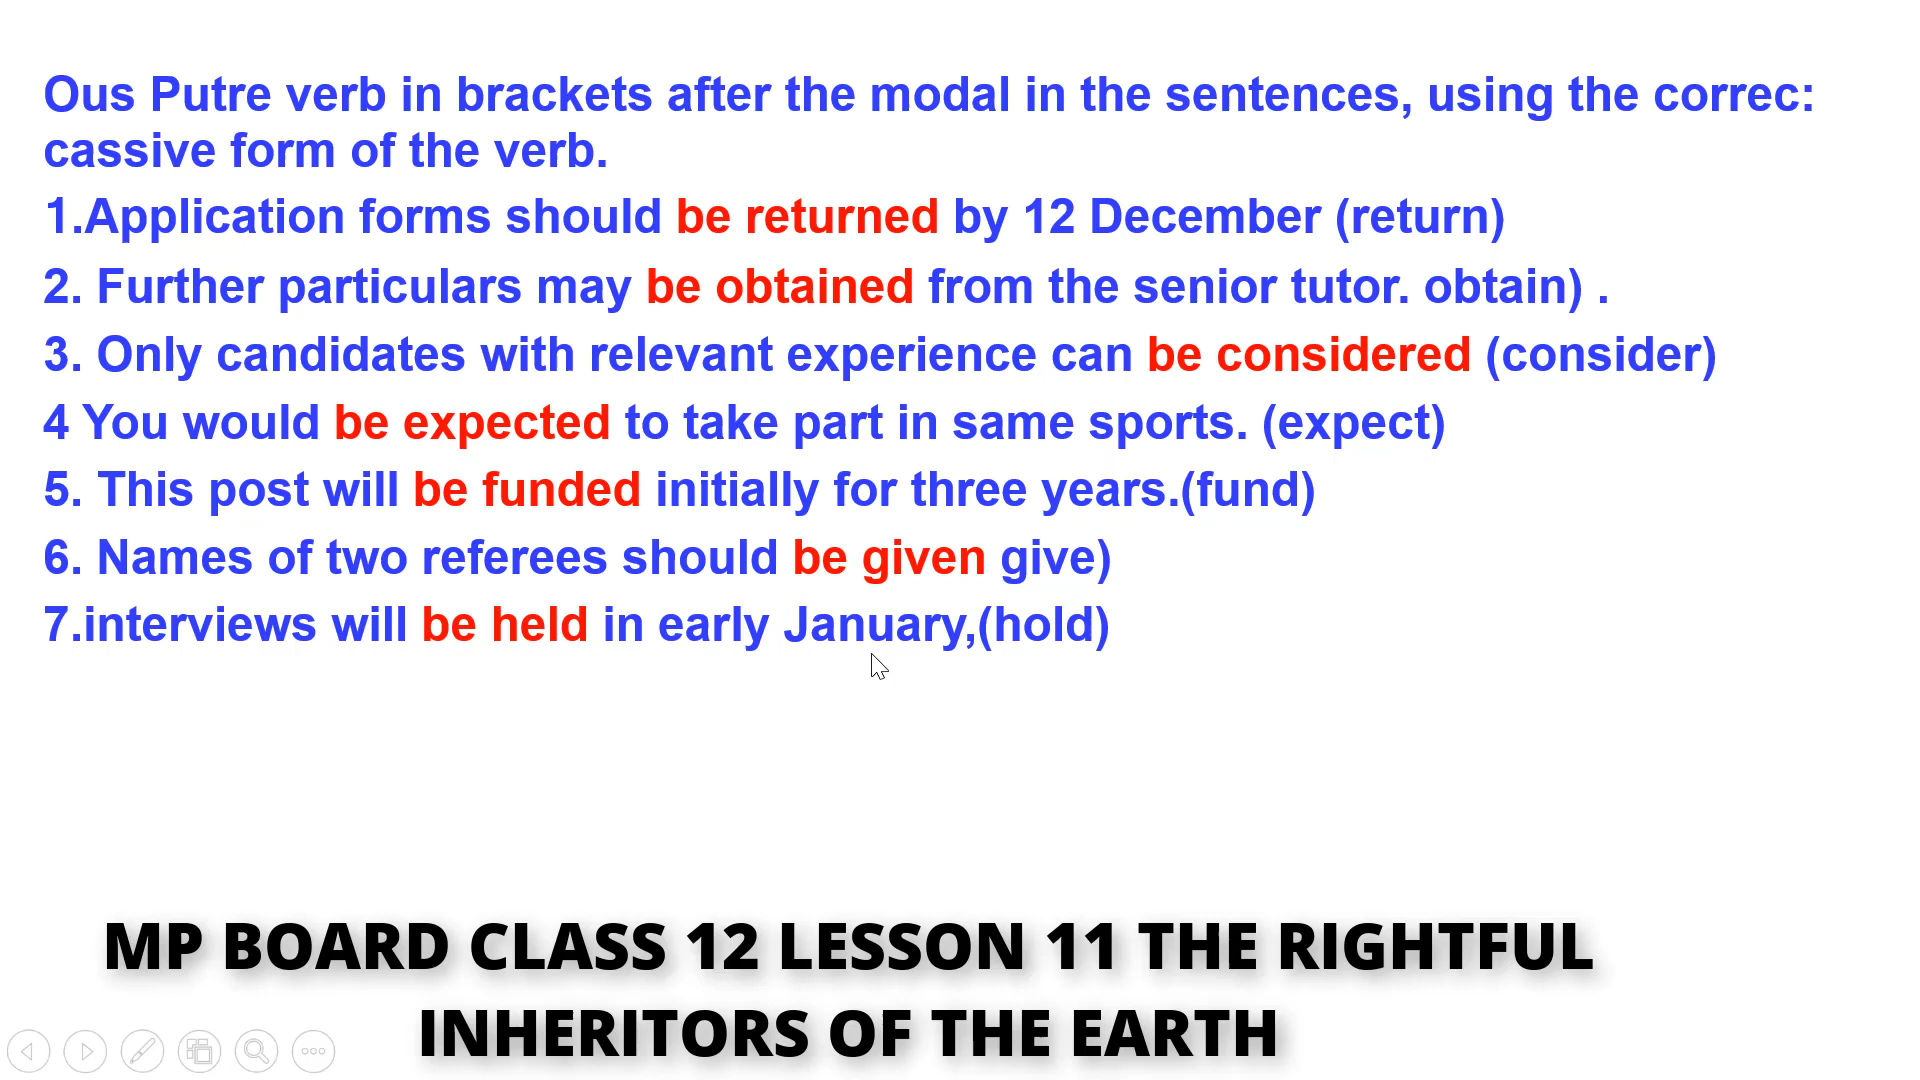 Ous Putre verb in brackets after the modal in the sentences, using the correc:
cassive form of the verb.
1.Application forms should be returned by 12 December (return)
2. Further particulars may be obtained from the senior tutor. obtain) .
3. Only candidates with relevant experience can be considered (consider)
4 You would be expected to take part in same sports. (expect)
5. This post will be funded initially for three years.(fund)
6. Names of two referees should be given give)
7.interviews will be held in early January,(hold)
MP BOARD CLASS 12 LESSON 11 THE RIGHTFUL
INHERITORS OF THE EARTH